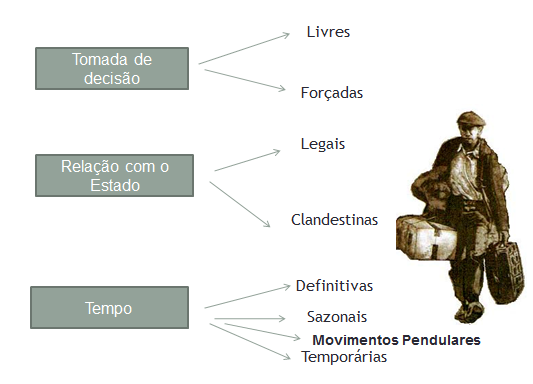 Tomada de
decisão
Livres
Forçadas
Relação com o
Estado
Legais
Clandestinas
Tempo
Definitivas
Sazonais
Movimentos Pendulares
Temporárias